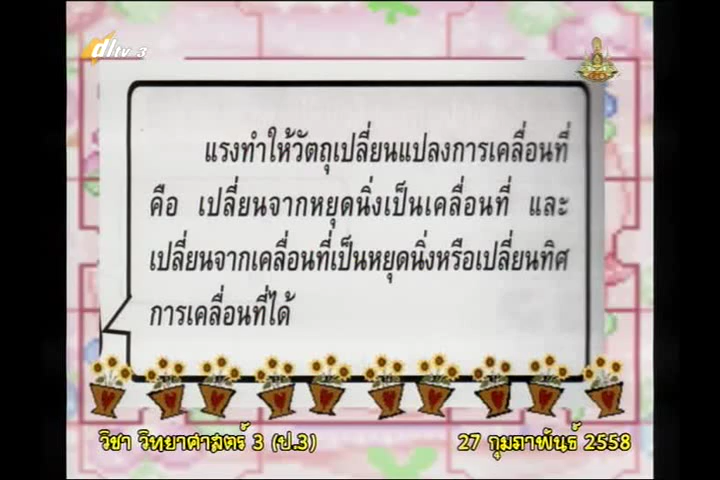 dltv 3
แรงทำให้วัตถุเปลี่ยนแปลงการเคลื่อนที่
คือ เปลี่ยนจากหยุดนิ่งเป็นเคลื่อนที่ และ
เปลี่ยนจากเคลื่อนที่เป็นหยุดนิ่งหรือเปลี่ยนทิศ
การเคลื่อนที่ได้
วิชา วิทยาศาสตร์ 3 (ป.3)
27 กุมภาพันธ์ 2558